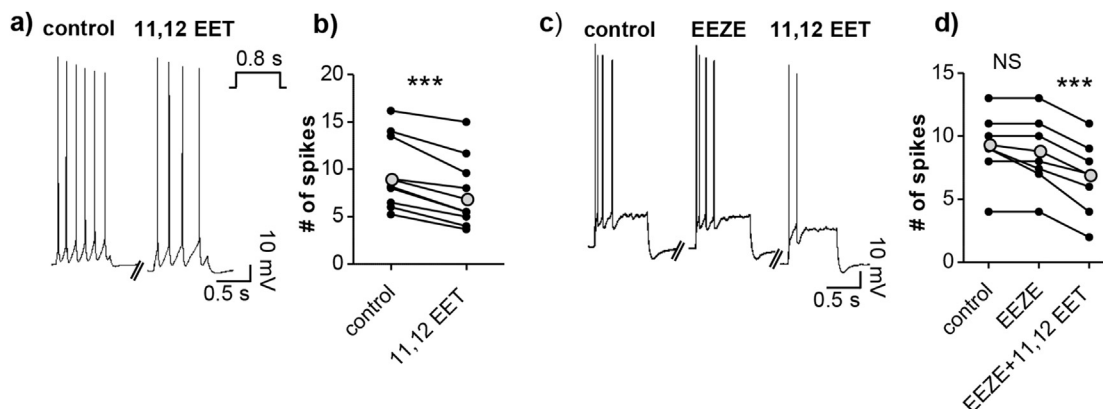 a) control 11,12 EET
0.8 s
0.5 s
10 mV
b)
***
# of spikes
20
15
10
5
0
control
11,12 EET
c) control EEZE 11,12 EET
0.5 s
10 mV
d)
NS
***
# of spikes
15
10
5
0
control
EEZE
EEZE+11,12 EET